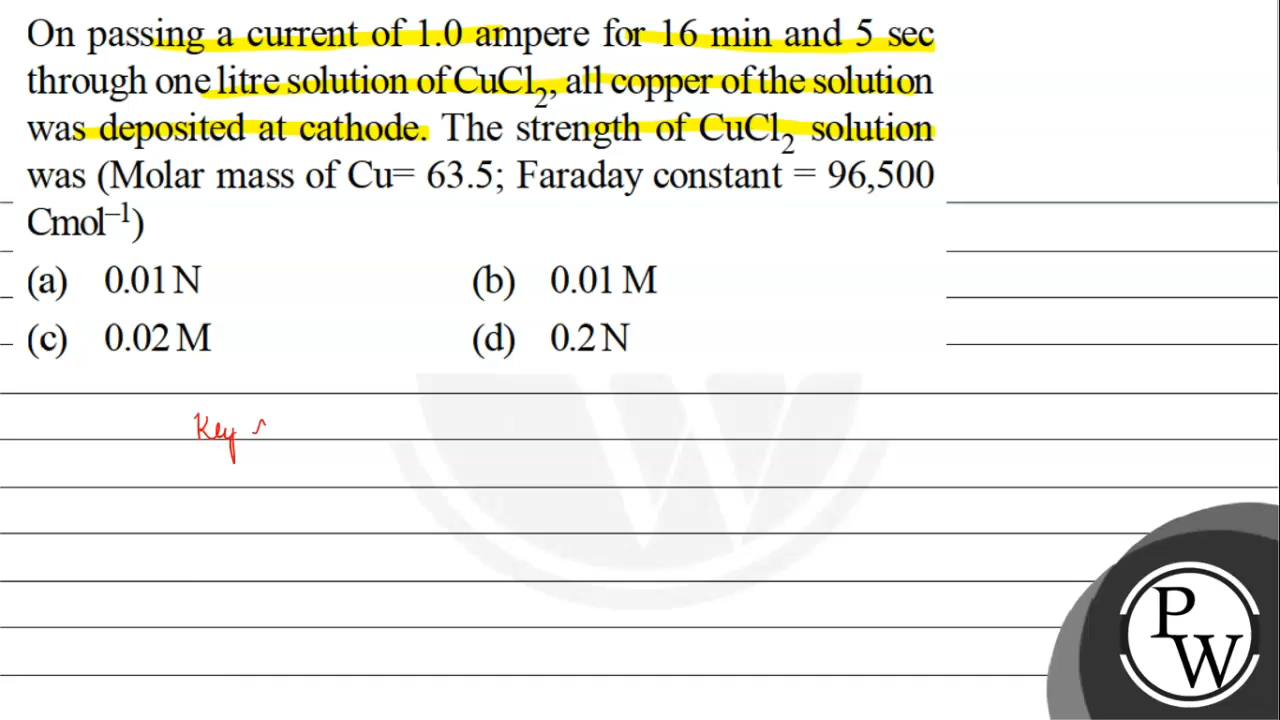 On passing a current of 1.0 ampere for 16 min and 5 sec
through one litre solution of CuCl₂, all copper of the solution
was deposited at cathode. The strength of CuCl₂ solution
was (Molar mass of Cu= 63.5; Faraday constant = 96,500
Cmol⁻¹)
(a) 0.01 N (b) 0.01 M
(c) 0.02 M (d) 0.2 N
Key
PW